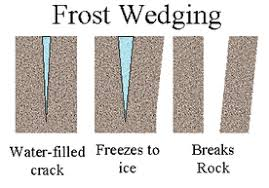 Frost Wedging
Water-filled crack
Freezes to ice
Breaks Rock